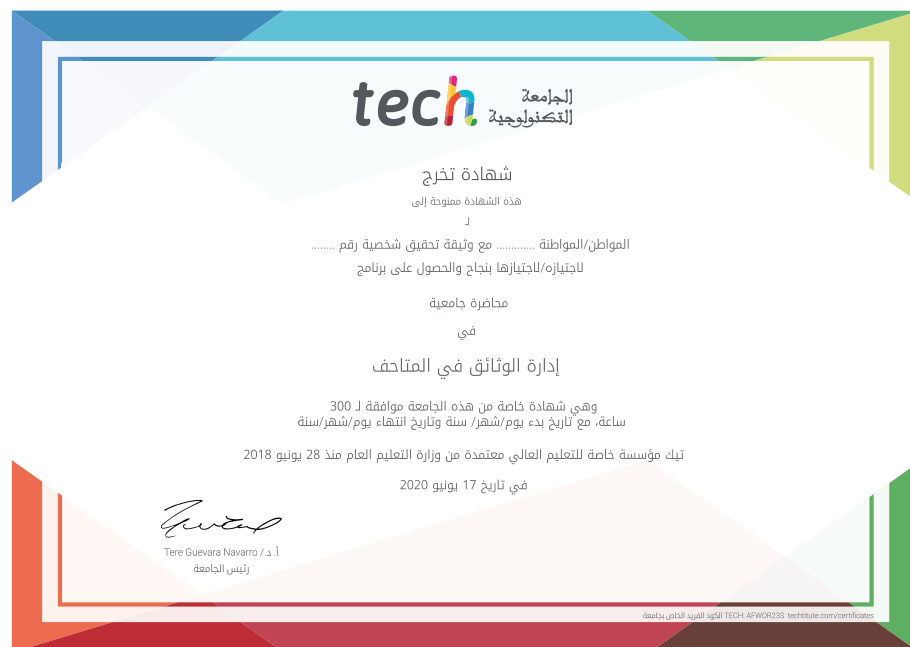 tech
الجامعة
التكنولوجية
شهادة تخرج
هذه الشهادة ممنوحة إلى
لـ
المواطن/المواطنة ............ مع وثيقة تحقيق شخصية رقم ........
لاجتيازه/لاجتيازها بنجاح والحصول على برنامج
محاضرة جامعية
في
إدارة الوثائق في المتاحف
وهي شهادة خاصة من هذه الجامعة موافقة لـ 300
ساعة، مع تاريخ بدء يوم/شهر/ سنة وتاريخ انتهاء يوم/شهر/سنة
تيك مؤسسة خاصة للتعليم العالي معتمدة من وزارة التعليم العام منذ 28 يونيو 2018
في تاريخ 17 يونيو 2020
أ. د./ Tere Guevara Navarro
رئيس الجامعة
الكود الفريد الخاص بجامعة TECH: AFWOR23S techtitute.com/certificates